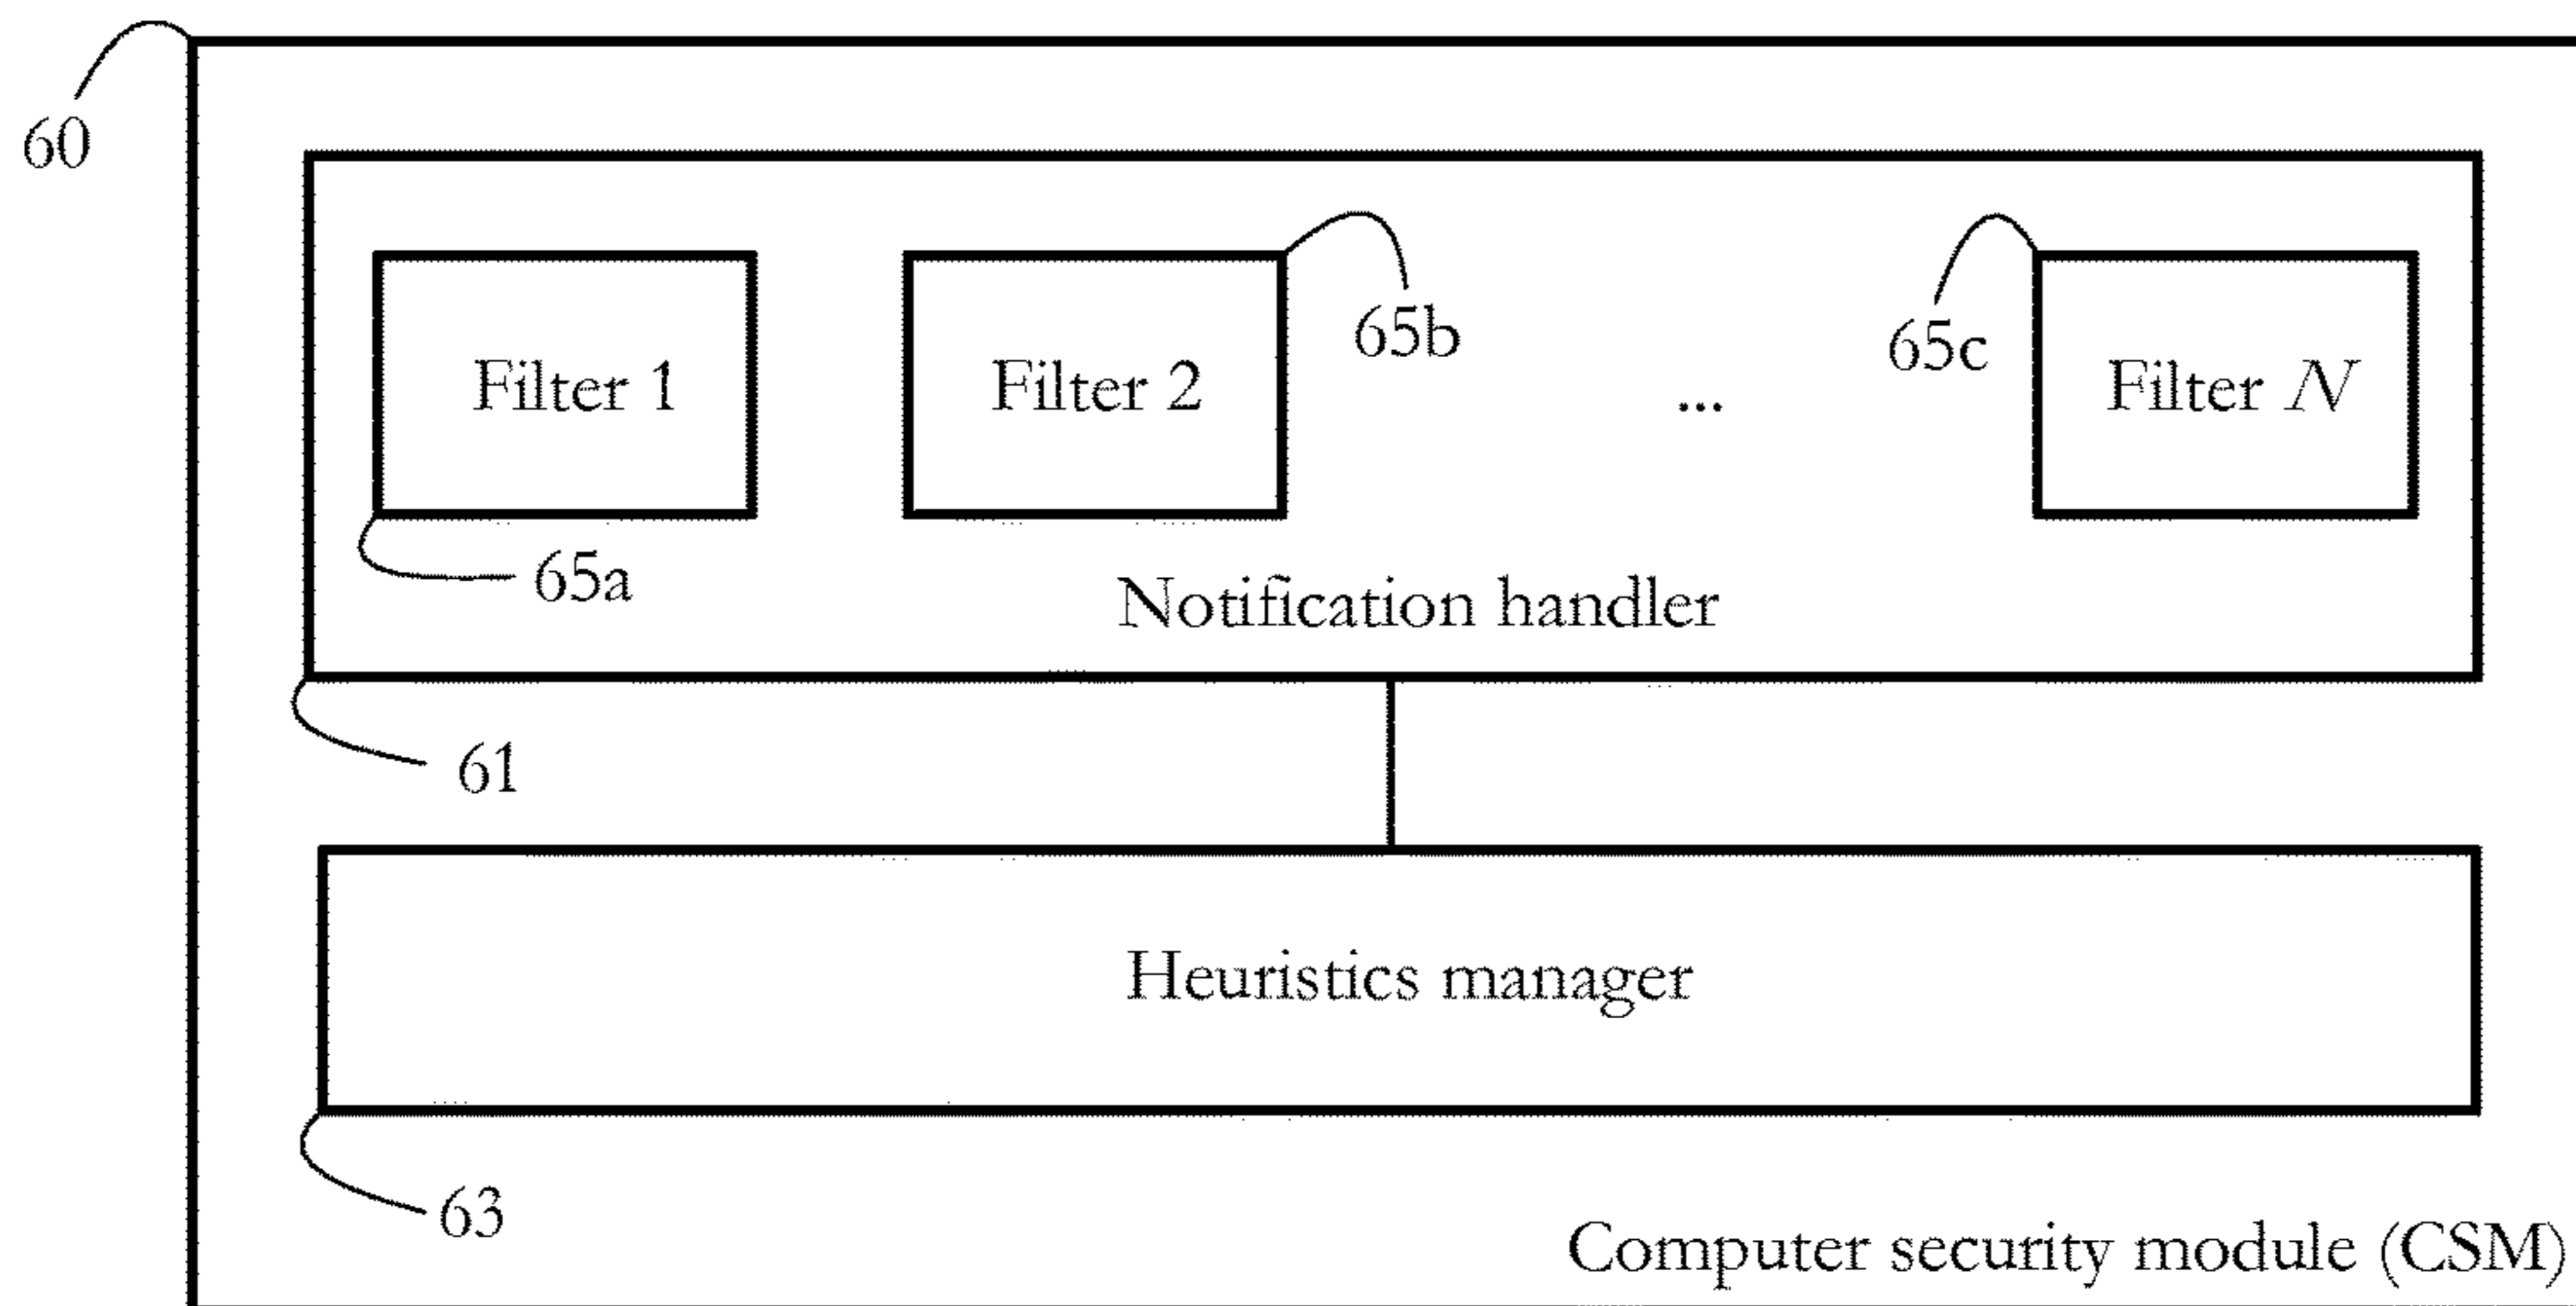 60
65b
65c
Filter 1
Filter 2
...
Filter N
65a
Notification handler
61
Heuristics manager
63
Computer security module (CSM)